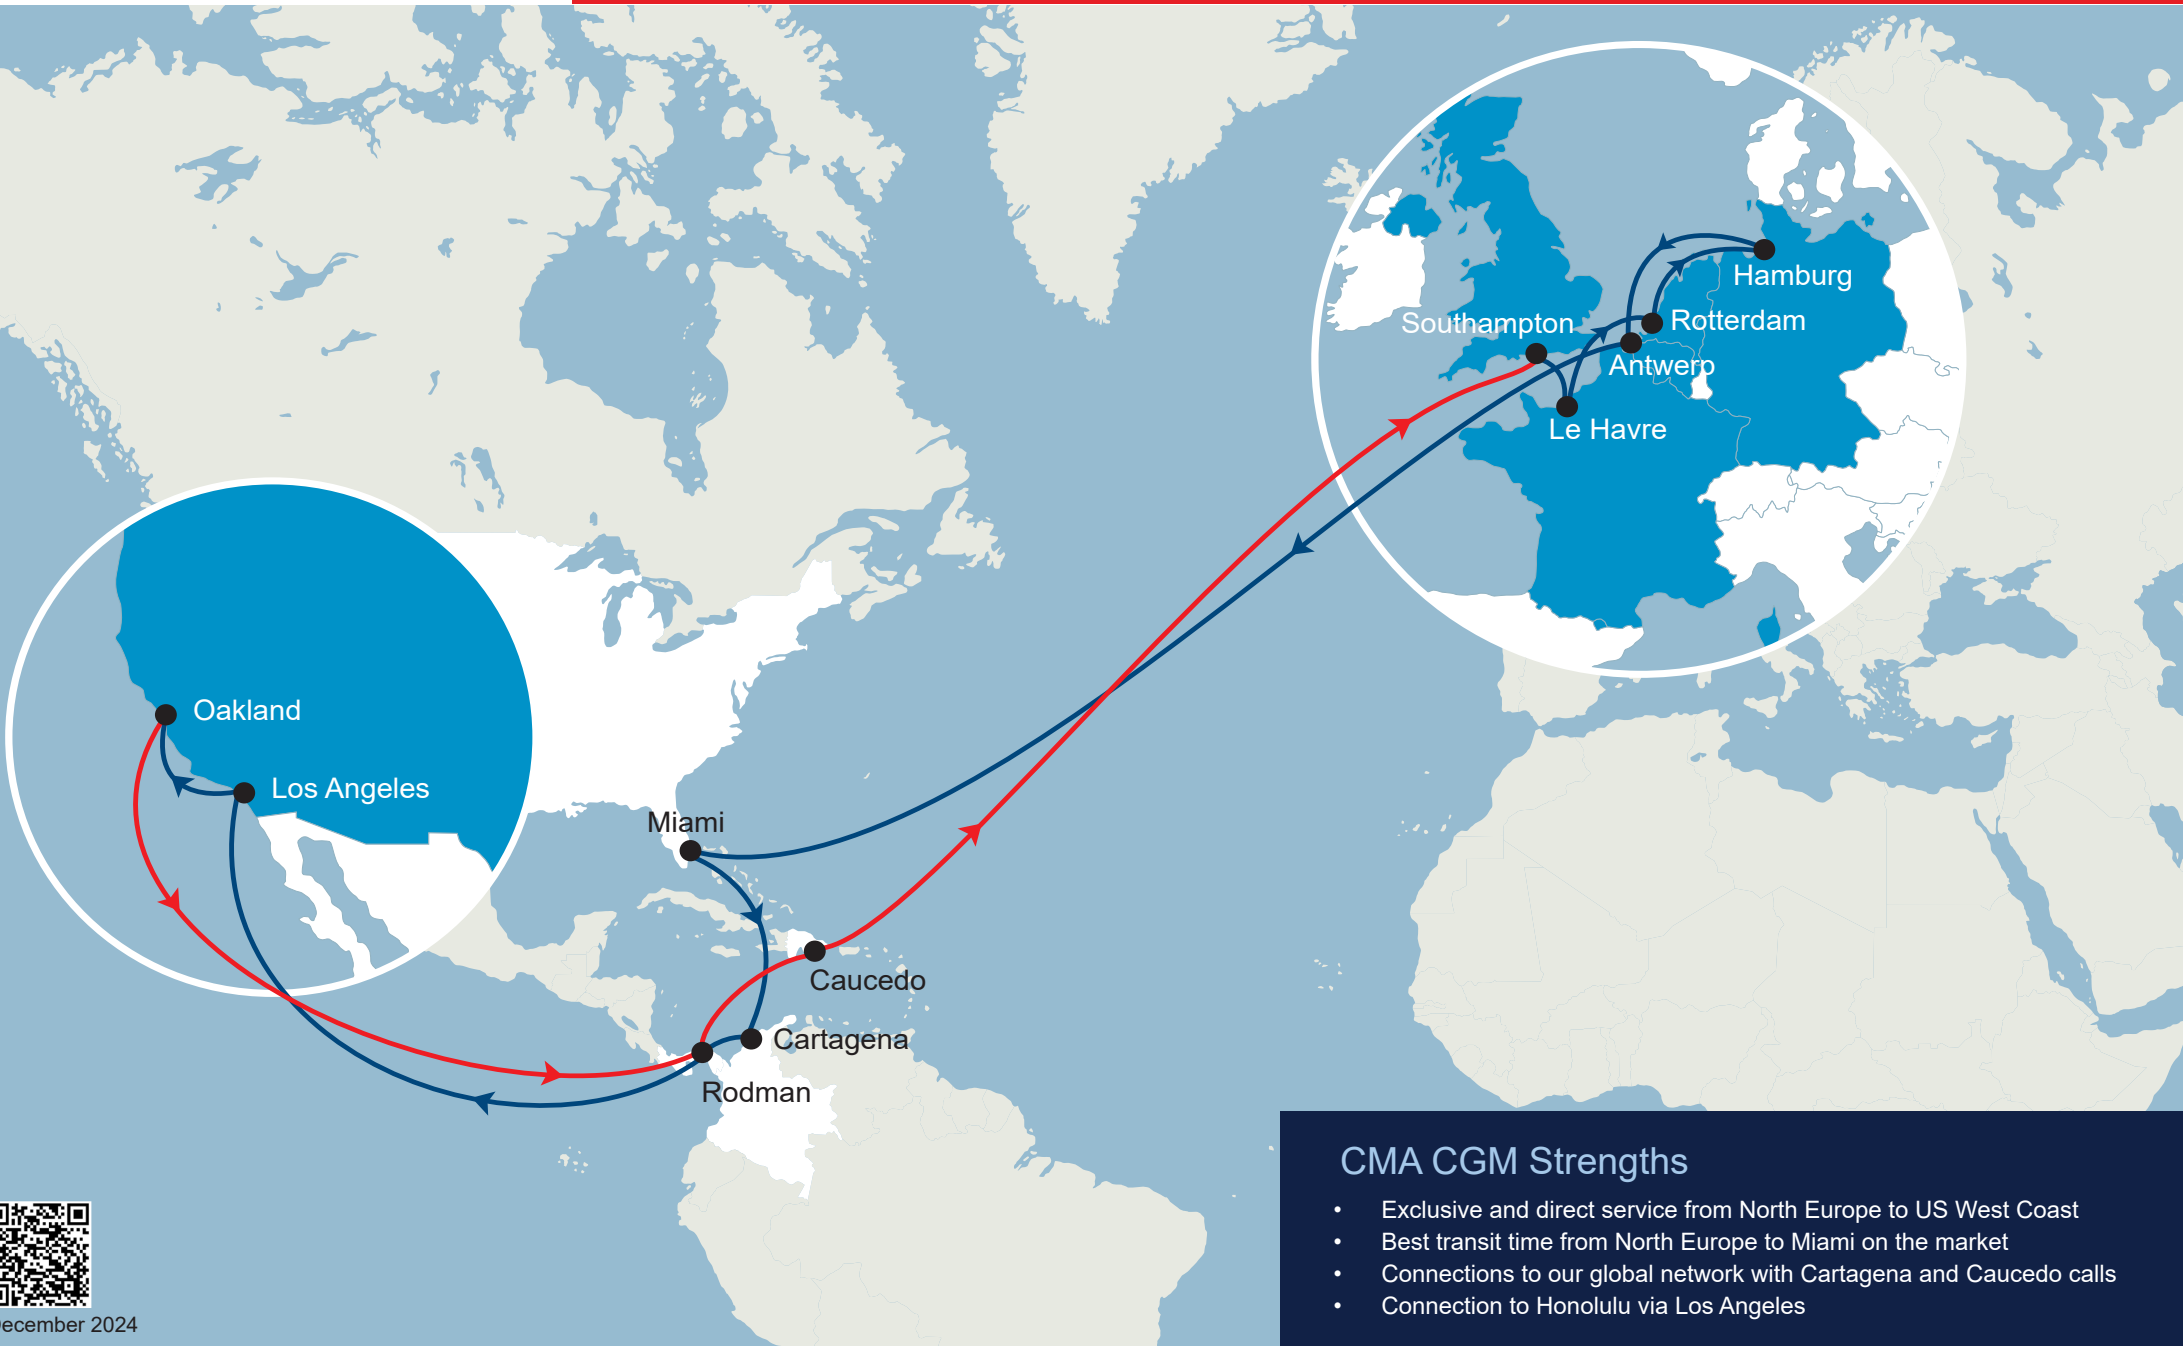 Hamburg
Southampton
Rotterdam
Antwerp
Le Havre
Oakland
Los Angeles
Miami
Caucedo
Cartagena
Rodman
CMA CGM Strengths
• Exclusive and direct service from North Europe to US West Coast
• Best transit time from North Europe to Miami on the market
• Connections to our global network with Cartagena and Caucedo calls
• Connection to Honolulu via Los Angeles
ecember 2024